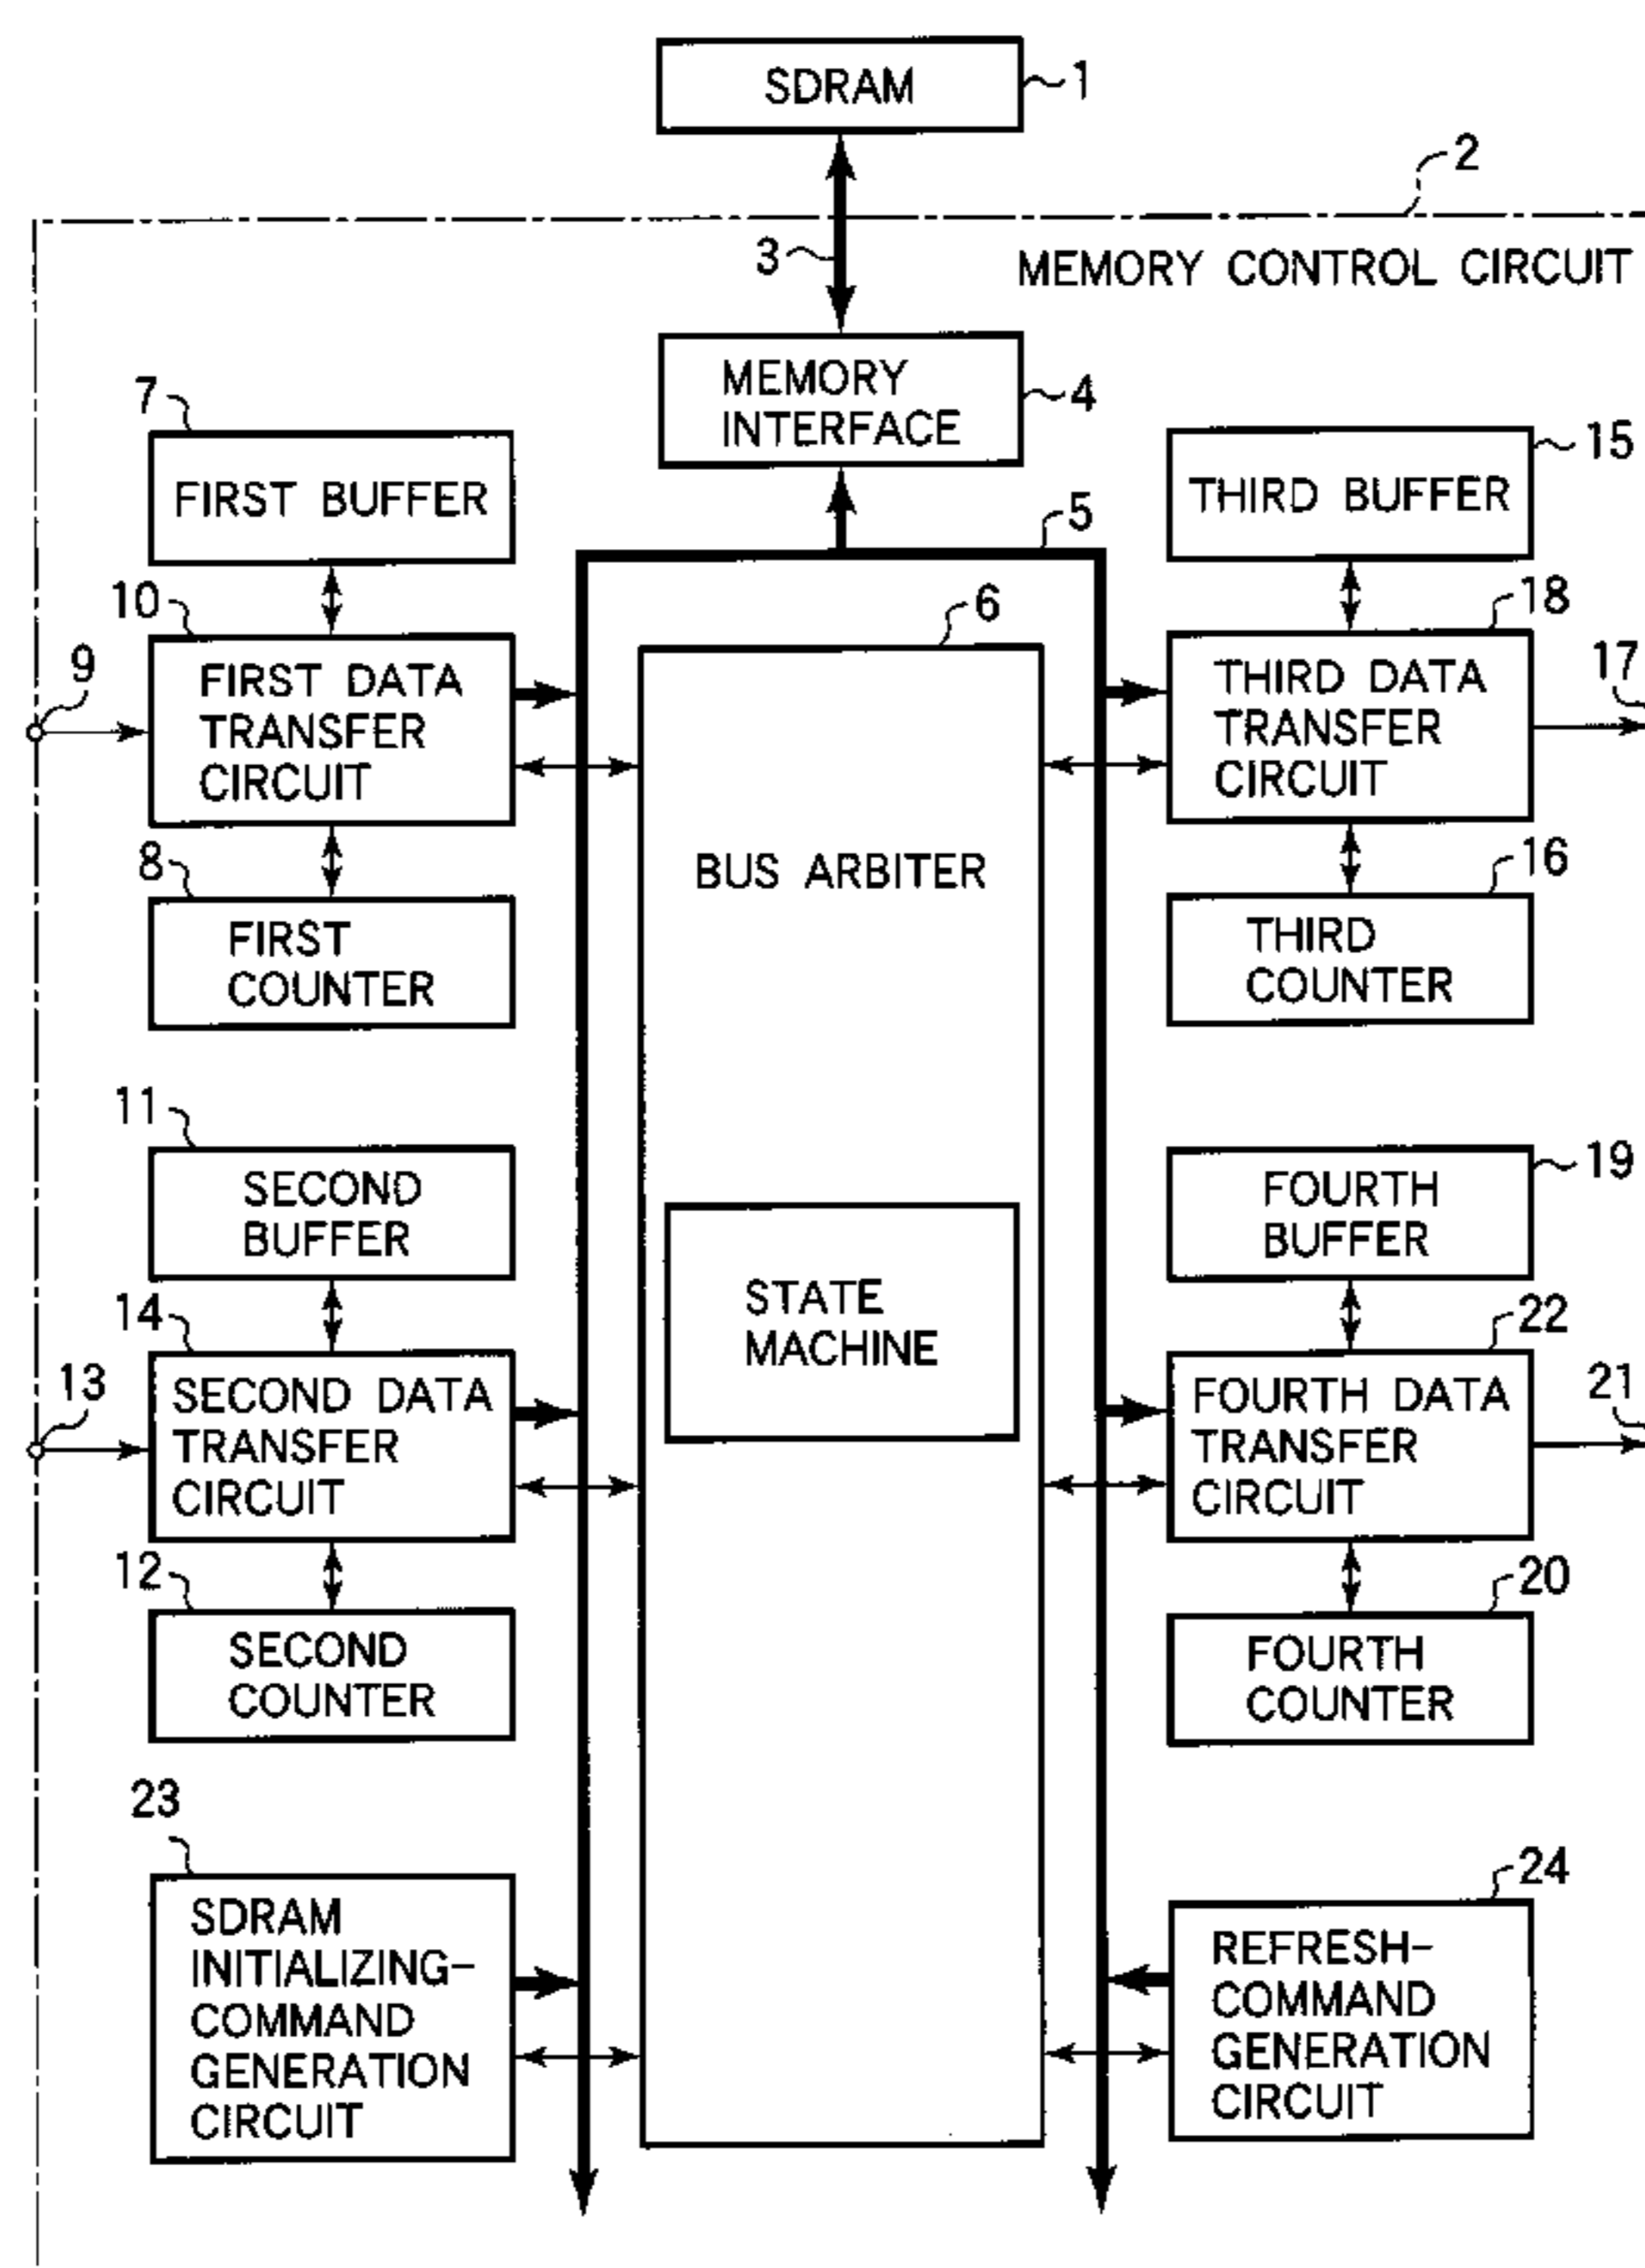 SDRAM
1
2
3
MEMORY CONTROL CIRCUIT
MEMORY
INTERFACE
4
7
FIRST BUFFER
15
THIRD BUFFER
5
10
6
18
9
FIRST DATA
TRANSFER
CIRCUIT
THIRD DATA
TRANSFER
CIRCUIT
17
8
BUS ARBITER
16
FIRST
COUNTER
THIRD
COUNTER
11
SECOND
BUFFER
19
FOURTH
BUFFER
14
STATE
MACHINE
22
13
SECOND DATA
TRANSFER
CIRCUIT
FOURTH DATA
TRANSFER
CIRCUIT
21
12
SECOND
COUNTER
20
FOURTH
COUNTER
23
SDRAM
INITIALIZING-
COMMAND
GENERATION
CIRCUIT
24
REFRESH-
COMMAND
GENERATION
CIRCUIT